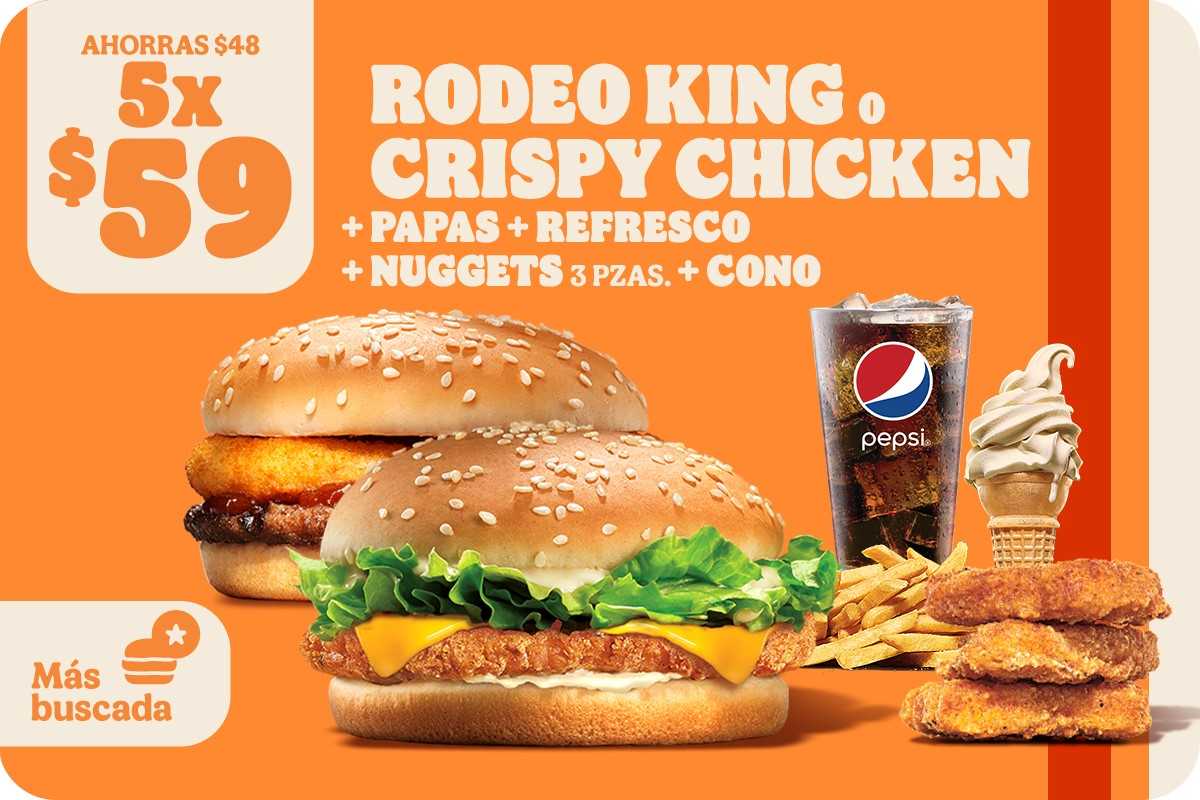 AHORRAS $48
5x
$59
RODEO KING o
CRISPY CHICKEN
+ PAPAS + REFRESCO
+ NUGGETS 3 PZAS. + CONO
pepsi
Más
buscada